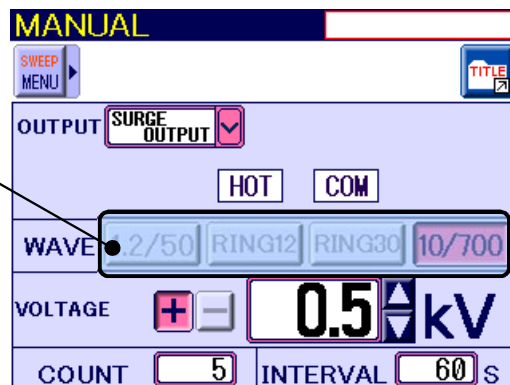 MANUAL
SWEEP
MENU
TITLE
OUTPUT SURGE
OUTPUT
HOT COM
WAVE 1.2/50 RING12 RING30 10/700
VOLTAGE + - 0.5 kV
COUNT 5 INTERVAL 60 s